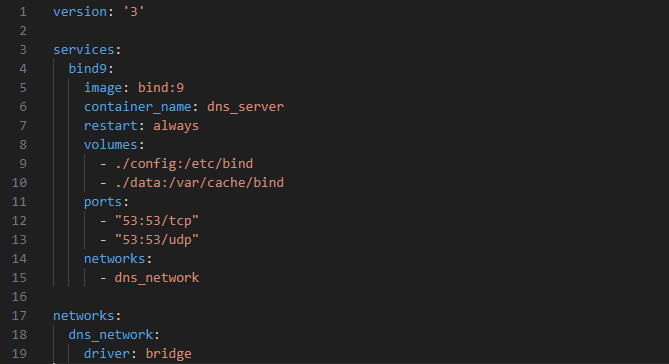 1 version: '3'
2
3 services:
4   bind9:
5     image: bind:9
6     container_name: dns_server
7     restart: always
8     volumes:
9       - ./config:/etc/bind
10       - ./data:/var/cache/bind
11     ports:
12       - "53:53/tcp"
13       - "53:53/udp"
14     networks:
15       - dns_network
16
17 networks:
18   dns_network:
19     driver: bridge